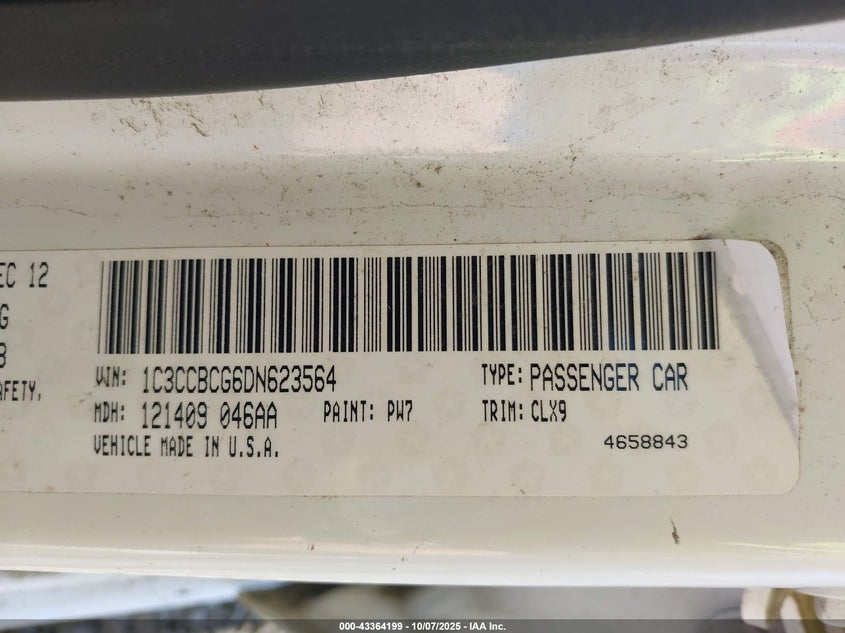 EC 12
G
AFETY,
VIN: 1C3CCBCG6DN623564 TYPE: PASSENGER CAR
MDH: 121409 046AA PAINT: PW7 TRIM: CLX9
VEHICLE MADE IN U.S.A. 4658843
000-43364199 | 10/07/2025 - IAA Inc.